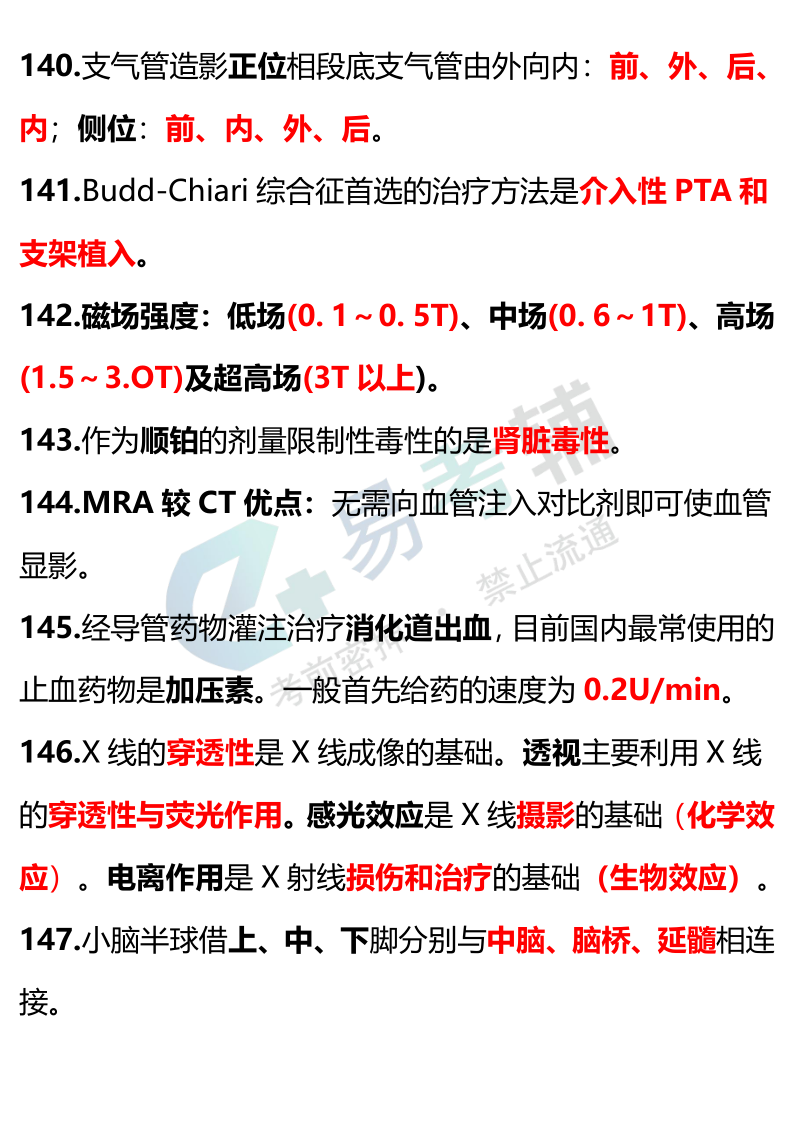 140.支气管造影正位相段底支气管由外向内：前、外、后、
内；侧位：前、内、外、后。
141.Budd-Chiari 综合征首选的治疗方法是介入性 PTA 和
支架植入。
142.磁场强度：低场(0. 1～0. 5T)、中场(0. 6～1T)、高场
(1.5～3.OT)及超高场(3T 以上)。
143.作为顺铂的剂量限制性毒性的是肾脏毒性。
144.MRA 较 CT 优点：无需向血管注入对比剂即可使血管
显影。
145.经导管药物灌注治疗消化道出血, 目前国内最常使用的
止血药物是加压素。一般首先给药的速度为 0.2U/min。
146.X 线的穿透性是 X 线成像的基础。透视主要利用 X 线
的穿透性与荧光作用。感光效应是 X 线摄影的基础（化学效
应）。电离作用是 X 射线损伤和治疗的基础（生物效应）。
147.小脑半球借上、中、下脚分别与中脑、脑桥、延髓相连
接。
易考辅
考前密押，禁止流通